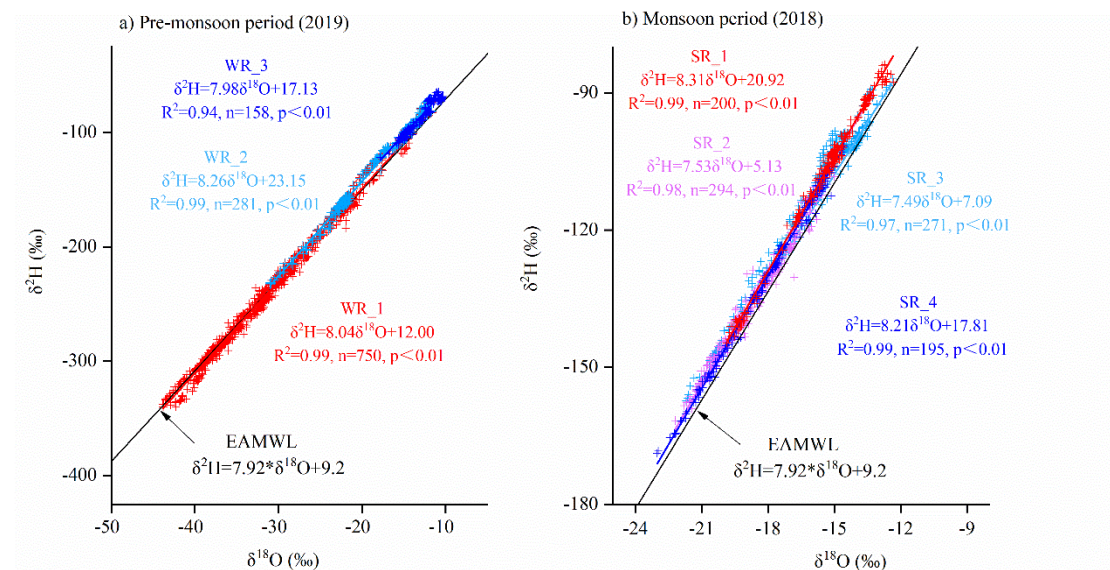 a) Pre-monsoon period (2019)
WR_3
δ²H=7.98δ¹⁸O+17.13
R²=0.94, n=158, p<0.01
WR_2
δ²H=8.26δ¹⁸O+23.15
R²=0.99, n=281, p<0.01
WR_1
δ²H=8.04δ¹⁸O+12.00
R²=0.99, n=750, p<0.01
EAMWL
δ²H=7.92*δ¹⁸O+9.2
-100
-200
-300
-400
δ²H (‰)
-50
-40
-30
-20
-10
δ¹⁸O (‰)
b) Monsoon period (2018)
SR_1
δ²H=8.31δ¹⁸O+20.92
R²=0.99, n=200, p<0.01
SR_2
δ²H=7.53δ¹⁸O+5.13
R²=0.98, n=294, p<0.01
SR_3
δ²H=7.49δ¹⁸O+7.09
R²=0.97, n=271, p<0.01
SR_4
δ²H=8.21δ¹⁸O+17.81
R²=0.99, n=195, p<0.01
EAMWL
δ²H=7.92*δ¹⁸O+9.2
-90
-120
-150
-180
δ²H (‰)
-24
-21
-18
-15
-12
-9
δ¹⁸O (‰)